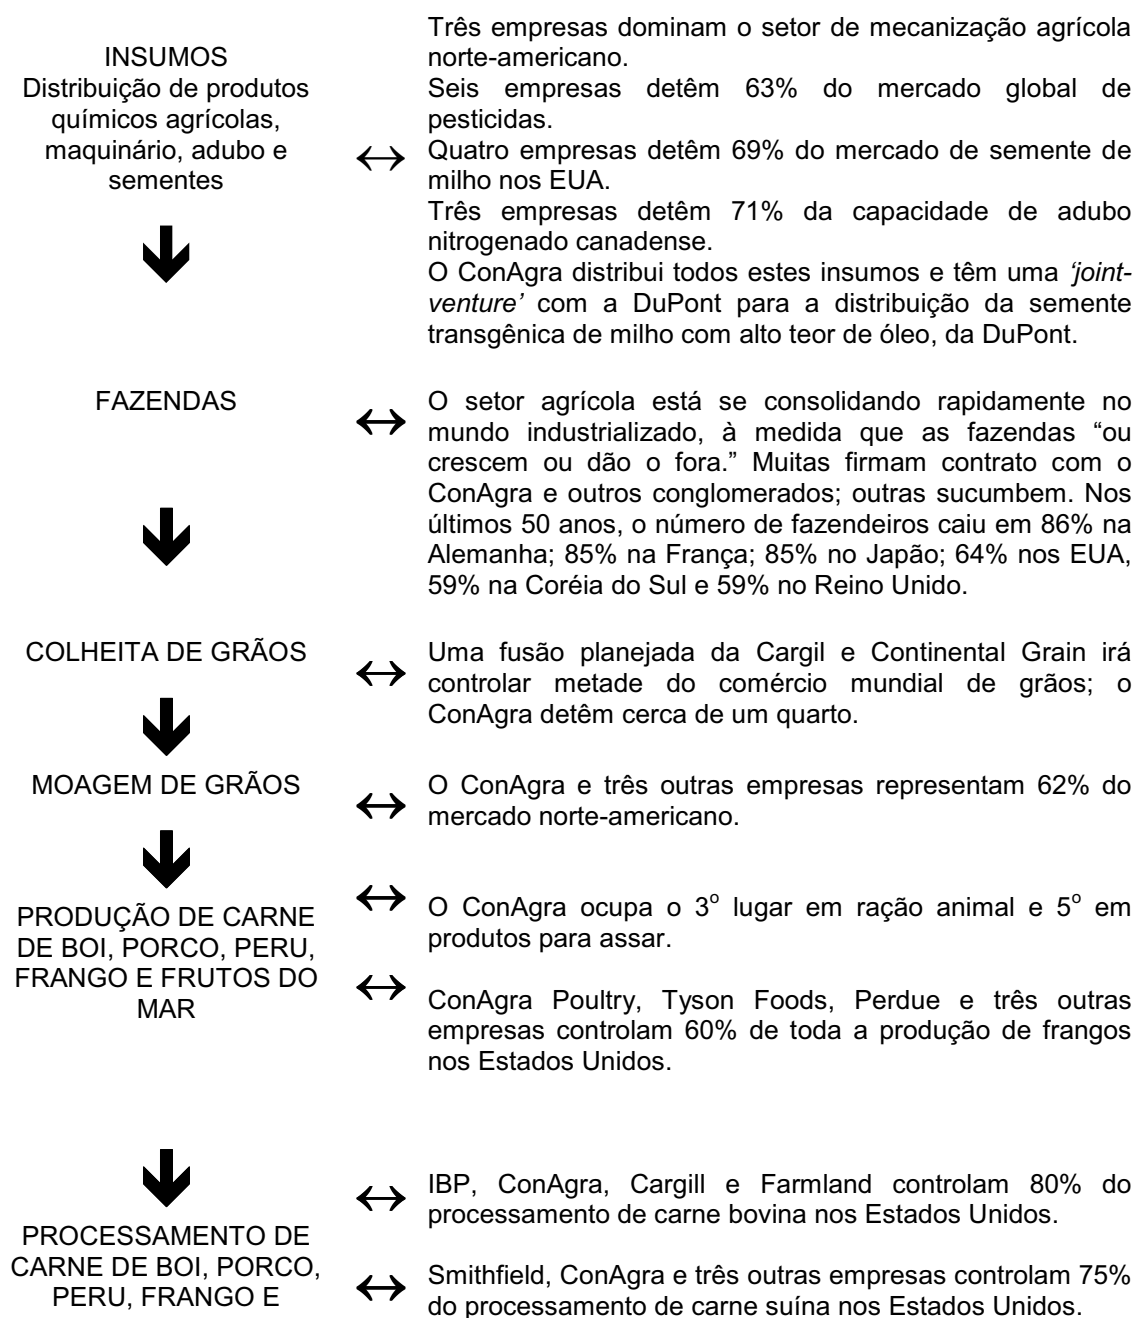 INSUMOS
Distribuição de produtos
químicos agrícolas,
maquinário, adubo e
sementes
Três empresas dominam o setor de mecanização agrícola
norte-americano.
Seis empresas detêm 63% do mercado global de
pesticidas.
Quatro empresas detêm 69% do mercado de semente de
milho nos EUA.
Três empresas detêm 71% da capacidade de adubo
nitrogenado canadense.
O ConAgra distribui todos estes insumos e têm uma ‘joint-
venture’ com a DuPont para a distribuição da semente
transgênica de milho com alto teor de óleo, da DuPont.
FAZENDAS
O setor agrícola está se consolidando rapidamente no
mundo industrializado, à medida que as fazendas “ou
crescem ou dão o fora.” Muitas firmam contrato com o
ConAgra e outros conglomerados; outras sucumbem. Nos
últimos 50 anos, o número de fazendeiros caiu em 86% na
Alemanha; 85% na França; 85% no Japão; 64% nos EUA,
59% na Coréia do Sul e 59% no Reino Unido.
COLHEITA DE GRÃOS
Uma fusão planejada da Cargil e Continental Grain irá
controlar metade do comércio mundial de grãos; o
ConAgra detêm cerca de um quarto.
MOAGEM DE GRÃOS
O ConAgra e três outras empresas representam 62% do
mercado norte-americano.
PRODUÇÃO DE CARNE
DE BOI, PORCO, PERU,
FRANGO E FRUTOS DO
MAR
O ConAgra ocupa o 3º lugar em ração animal e 5º em
produtos para assar.
ConAgra Poultry, Tyson Foods, Perdue e três outras
empresas controlam 60% de toda a produção de frangos
nos Estados Unidos.
PROCESSAMENTO DE
CARNE DE BOI, PORCO,
PERU, FRANGO E
IBP, ConAgra, Cargill e Farmland controlam 80% do
processamento de carne bovina nos Estados Unidos.
Smithfield, ConAgra e três outras empresas controlam 75%
do processamento de carne suína nos Estados Unidos.